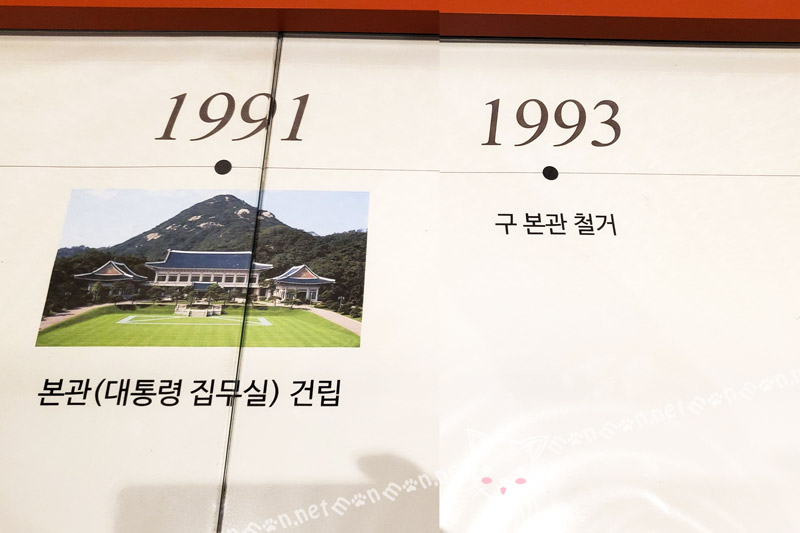 1991
본관(대통령 집무실) 건립
1993
구 본관 철거